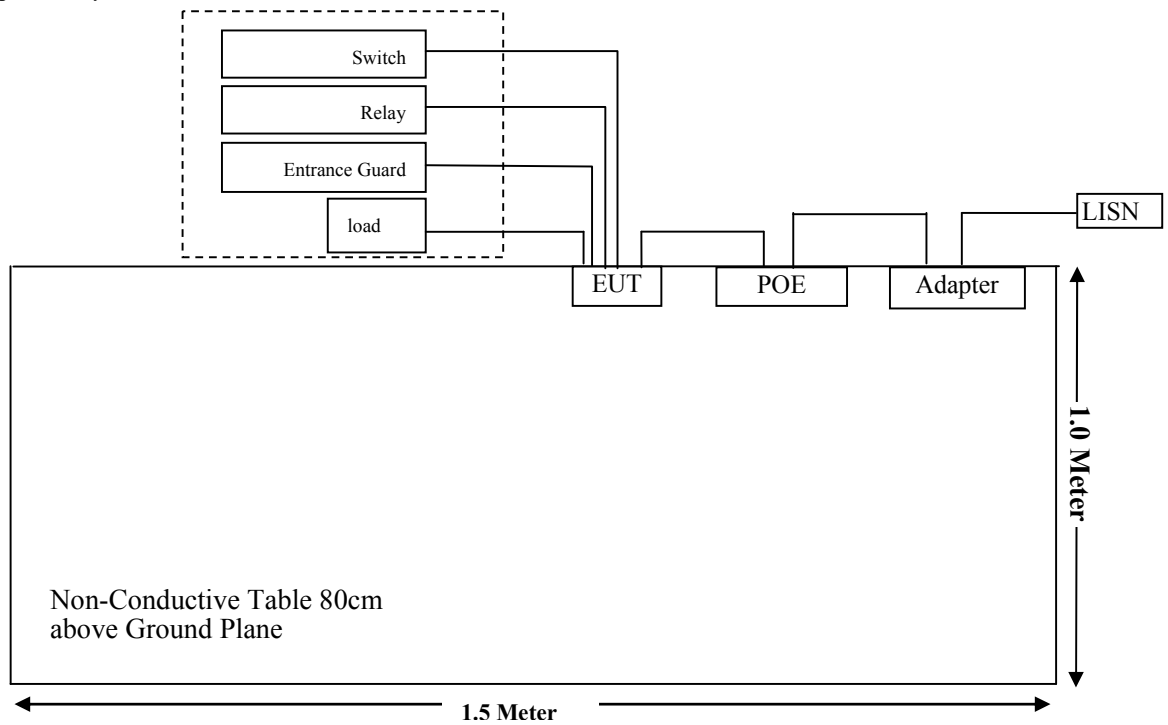 Switch
Relay
Entrance Guard
load
LISN
EUT
POE
Adapter
1.0 Meter
Non-Conductive Table 80cm
above Ground Plane
1.5 Meter